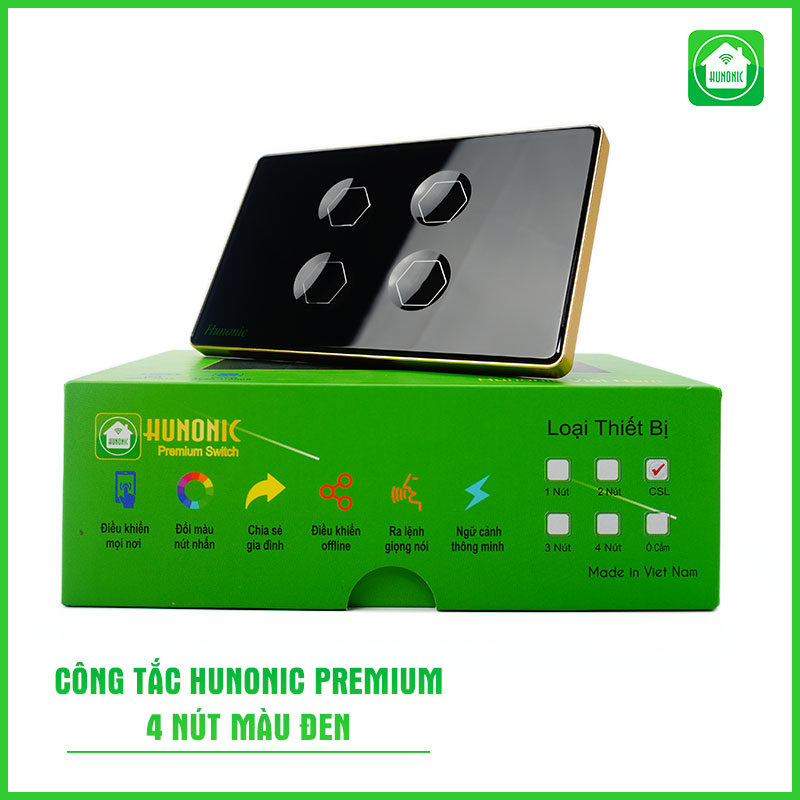 HUNONIC
Hunonic
HUNONIC
HUNONIC
Premium Switch
Loại Thiết Bị
1 Nút
2 Nút
CSL
3 Nút
4 Nút
Ổ Cắm
Điều khiển
mọi nơi
Đổi màu
nút nhấn
Chia sẻ
gia đình
Điều khiển
offline
Ra lệnh
giọng nói
Ngữ cảnh
thông minh
Made in Viet Nam
CÔNG TẮC HUNONIC PREMIUM
4 NÚT MÀU ĐEN